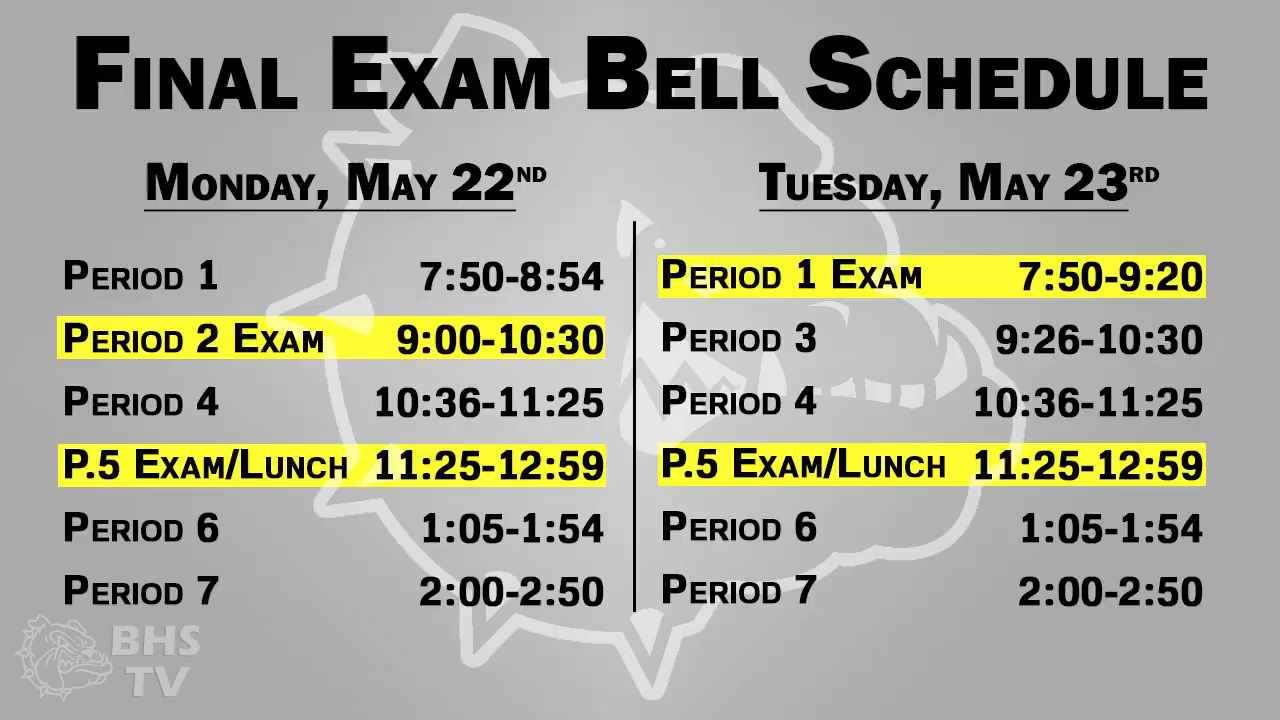 Final Exam Bell Schedule
Monday, May 22nd
Period 1 7:50-8:54
Period 2 Exam 9:00-10:30
Period 4 10:36-11:25
P.5 Exam/Lunch 11:25-12:59
Period 6 1:05-1:54
Period 7 2:00-2:50
Tuesday, May 23rd
Period 1 Exam 7:50-9:20
Period 3 9:26-10:30
Period 4 10:36-11:25
P.5 Exam/Lunch 11:25-12:59
Period 6 1:05-1:54
Period 7 2:00-2:50
BHS
TV